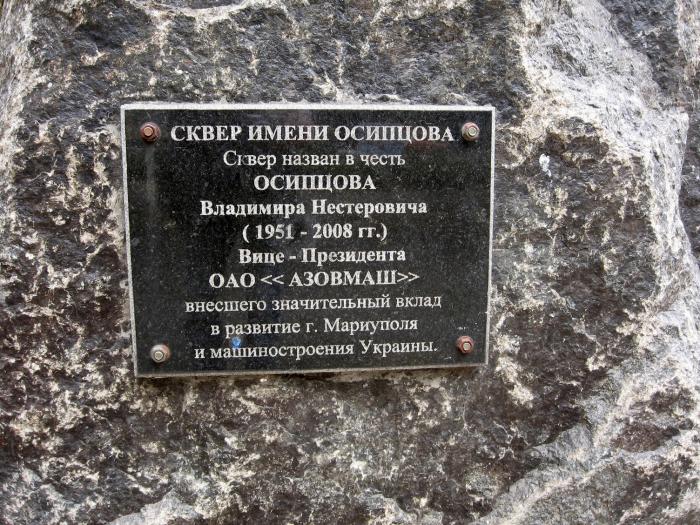 СКВЕР ИМЕНИ ОСИПЦОВА
Сквер назван в честь
ОСИПЦОВА
Владимира Нестеровича
( 1951 - 2008 гг.)
Вице - Президента
ОАО << АЗОВМАШ>>
внесшего значительный вклад
в развитие г. Мариуполя
и машиностроения Украины.